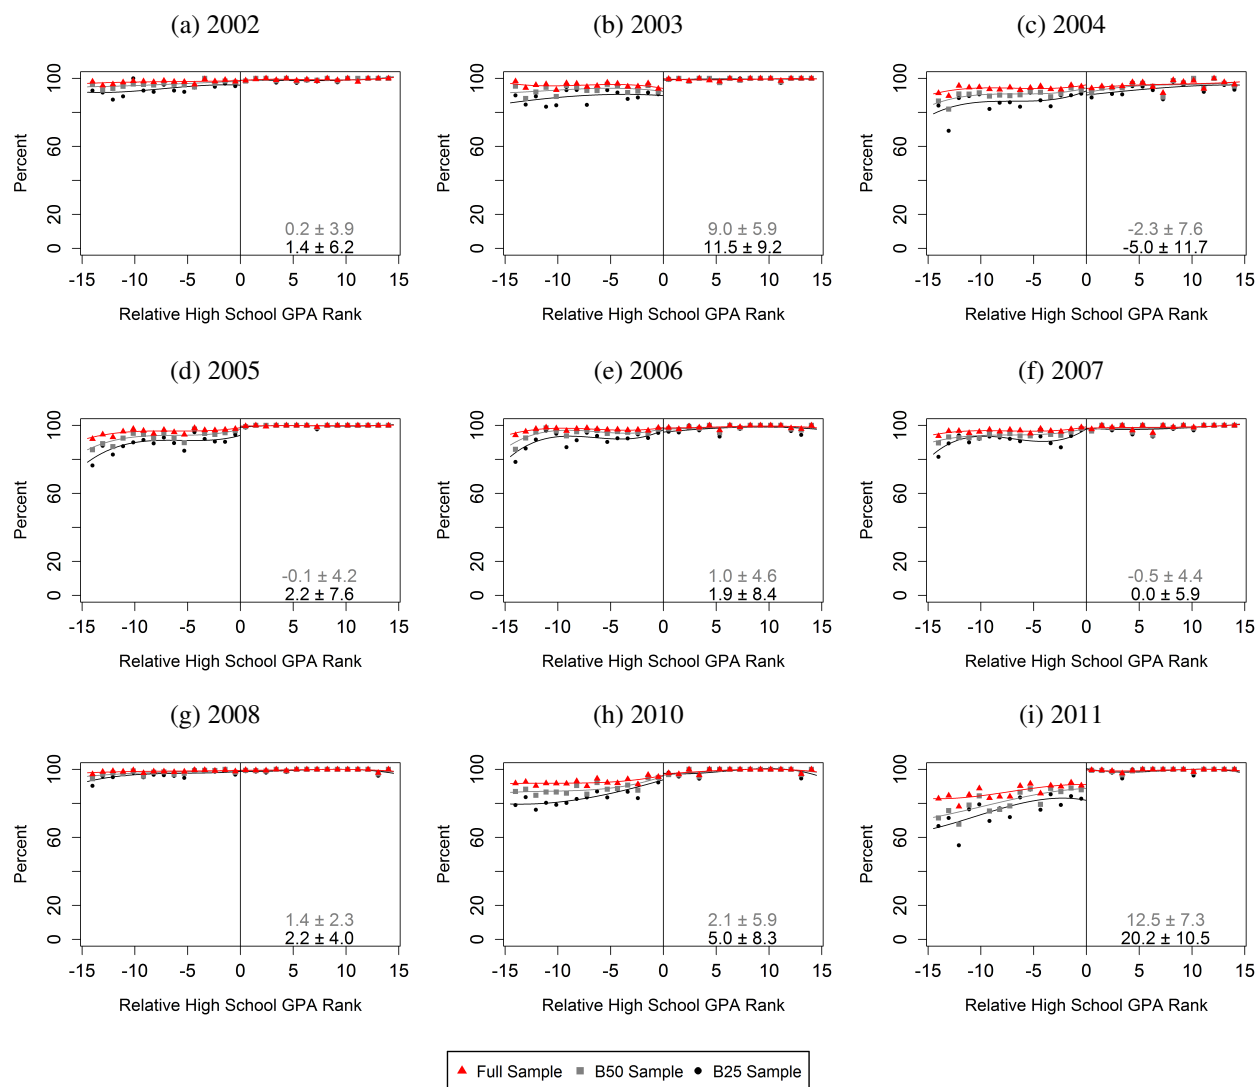 (a) 2002
(b) 2003
(c) 2004
Percent
0 20 60 100
0.2 ± 3.9
1.4 ± 6.2
-15 -10 -5 0 5 10 15
Relative High School GPA Rank
Percent
0 20 60 100
9.0 ± 5.9
11.5 ± 9.2
-15 -10 -5 0 5 10 15
Relative High School GPA Rank
Percent
0 20 60 100
-2.3 ± 7.6
-5.0 ± 11.7
-15 -10 -5 0 5 10 15
Relative High School GPA Rank
(d) 2005
(e) 2006
(f) 2007
Percent
0 20 60 100
-0.1 ± 4.2
2.2 ± 7.6
-15 -10 -5 0 5 10 15
Relative High School GPA Rank
Percent
0 20 60 100
1.0 ± 4.6
1.9 ± 8.4
-15 -10 -5 0 5 10 15
Relative High School GPA Rank
Percent
0 20 60 100
-0.5 ± 4.4
0.0 ± 5.9
-15 -10 -5 0 5 10 15
Relative High School GPA Rank
(g) 2008
(h) 2010
(i) 2011
Percent
0 20 60 100
1.4 ± 2.3
2.2 ± 4.0
-15 -10 -5 0 5 10 15
Relative High School GPA Rank
Percent
0 20 60 100
2.1 ± 5.9
5.0 ± 8.3
-15 -10 -5 0 5 10 15
Relative High School GPA Rank
Percent
0 20 60 100
12.5 ± 7.3
20.2 ± 10.5
-15 -10 -5 0 5 10 15
Relative High School GPA Rank
Full Sample B50 Sample B25 Sample